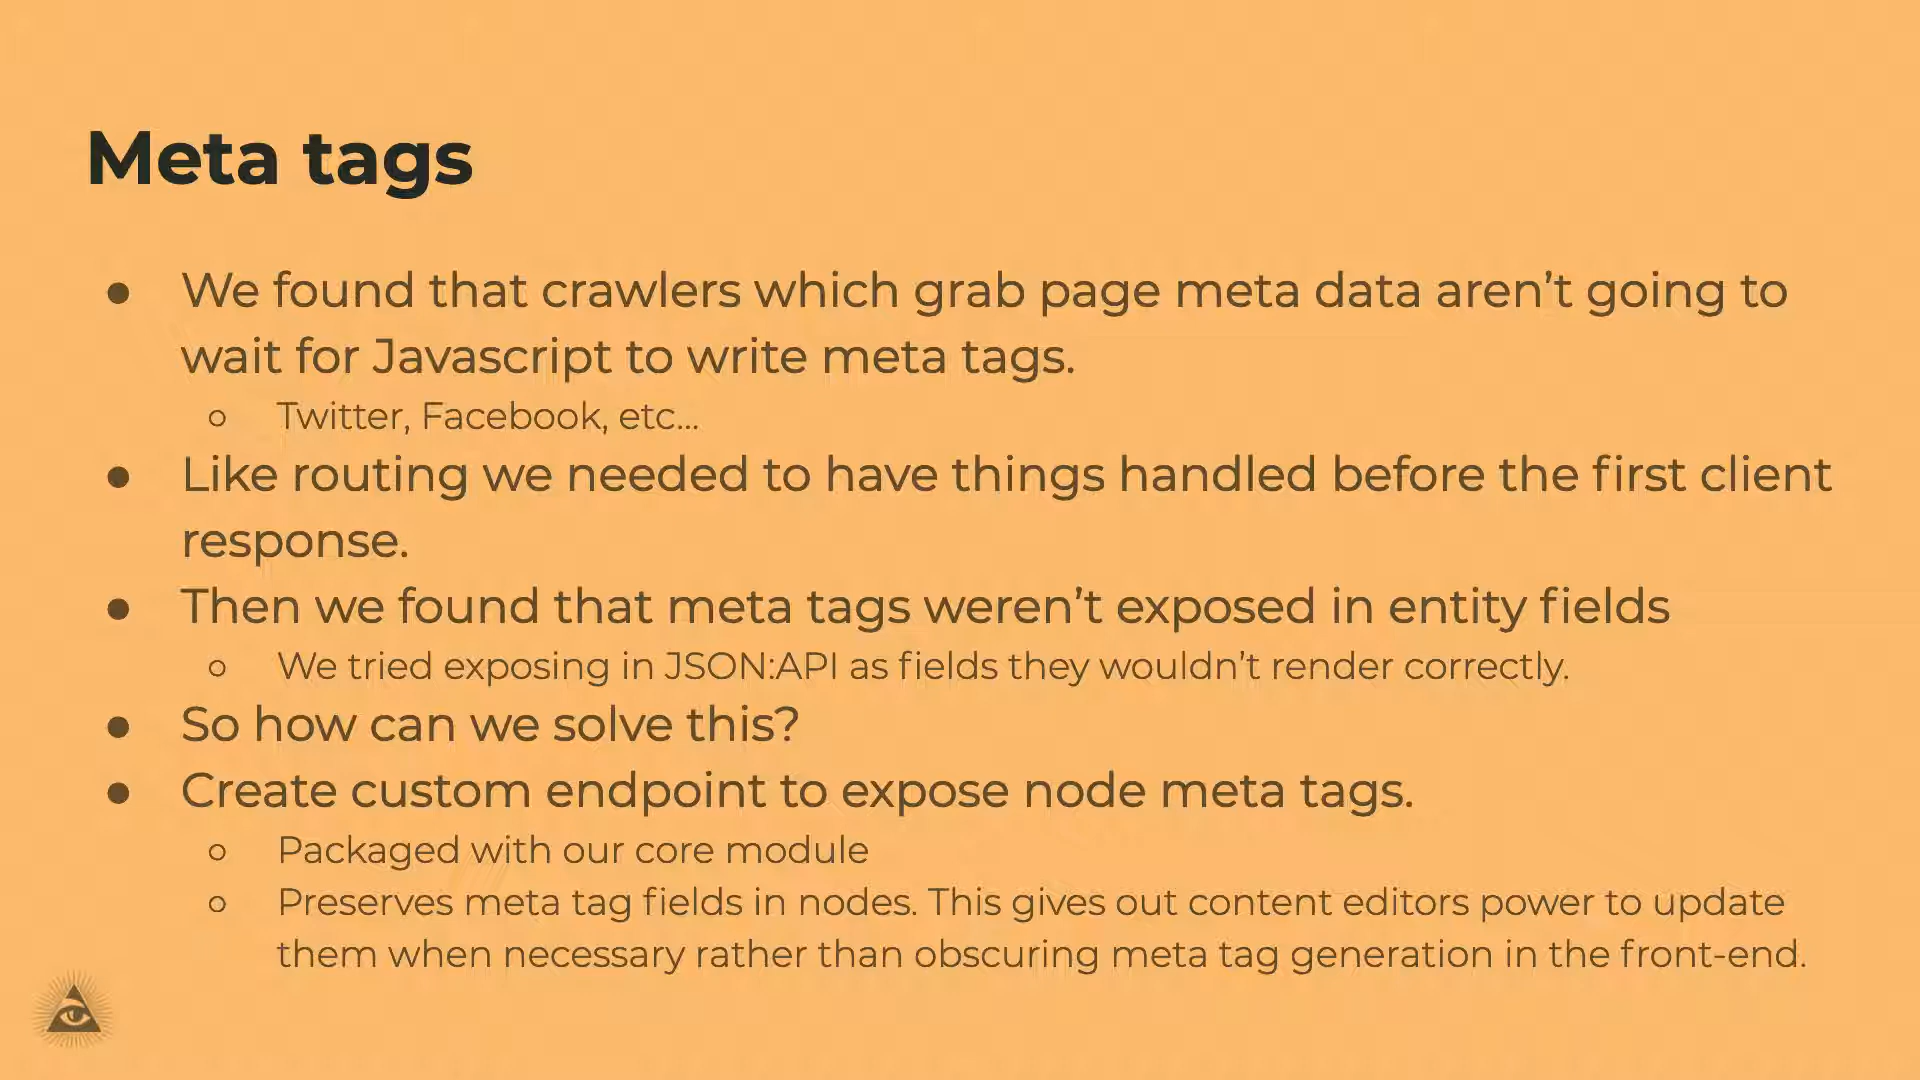 Meta tags
● We found that crawlers which grab page meta data aren’t going to
wait for Javascript to write meta tags.
○ Twitter, Facebook, etc...
● Like routing we needed to have things handled before the first client
response.
● Then we found that meta tags weren’t exposed in entity fields
○ We tried exposing in JSON:API as fields they wouldn’t render correctly.
● So how can we solve this?
● Create custom endpoint to expose node meta tags.
○ Packaged with our core module
○ Preserves meta tag fields in nodes. This gives out content editors power to update
them when necessary rather than obscuring meta tag generation in the front-end.